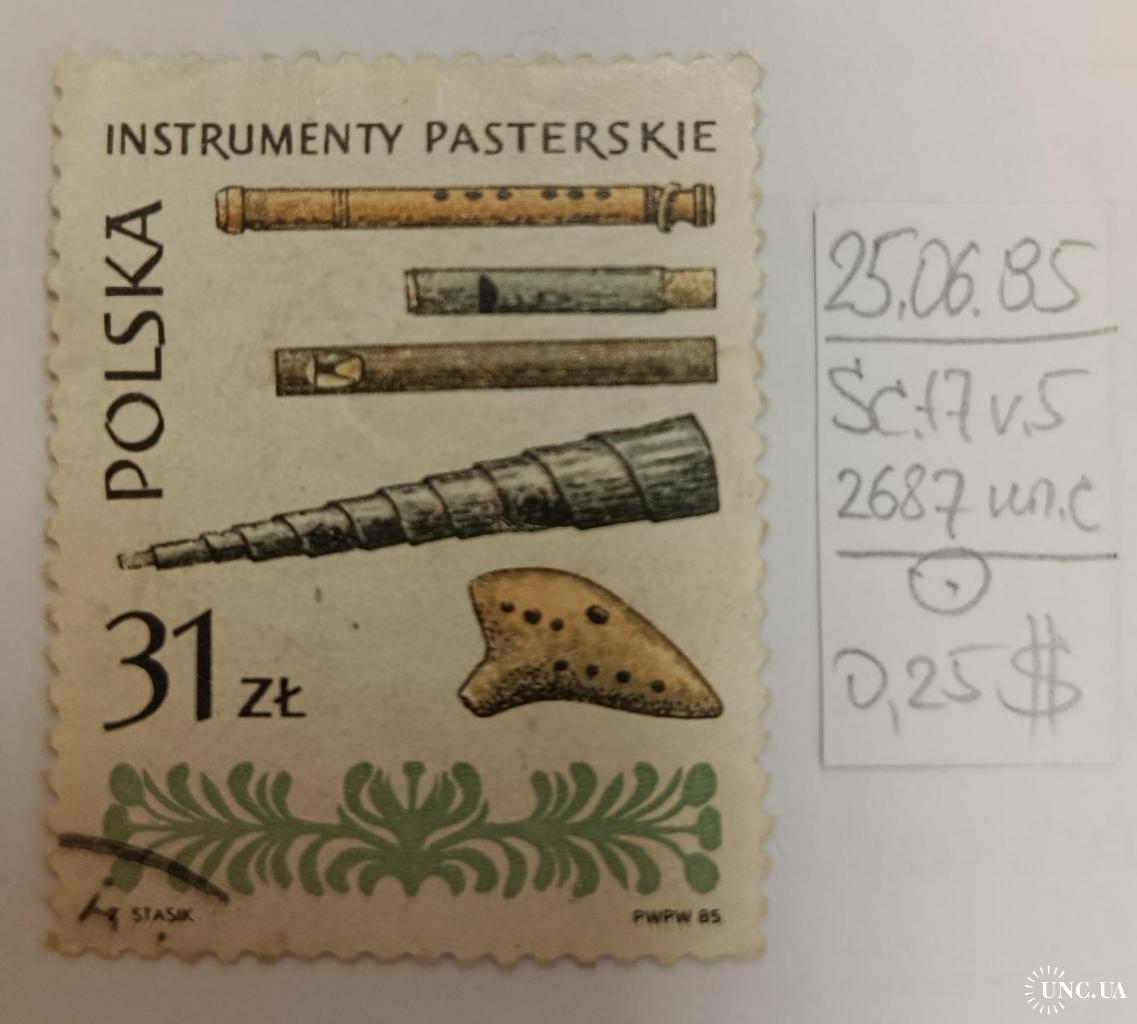 INSTRUMENTY PASTERSKIE
POLSKA
31 ZŁ
STASIK
PWPW 85.
25.06.85
Sc.17 v.5
2687 un.c
0,25$
UNC.UA